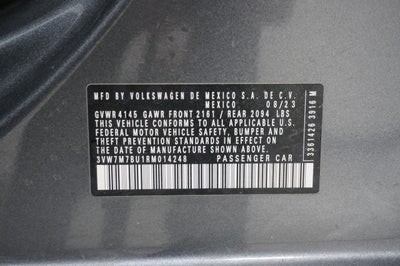 MFD BY VOLKSWAGEN DE MEXICO S.A. DE C.V.
MEXICO 08/23
GVWR 4145 GAWR FRONT 2161 / REAR 2094 LBS
THIS VEHICLE CONFORMS TO ALL APPLICABLE U.S.
FEDERAL MOTOR VEHICLE SAFETY, BUMPER AND
THEFT PREVENTION STANDARDS IN EFFECT ON
THE DATE OF MANUFACTURE SHOWN ABOVE
3VW7M7BU1RM014248 PASSENGER CAR
3361426 3916 M